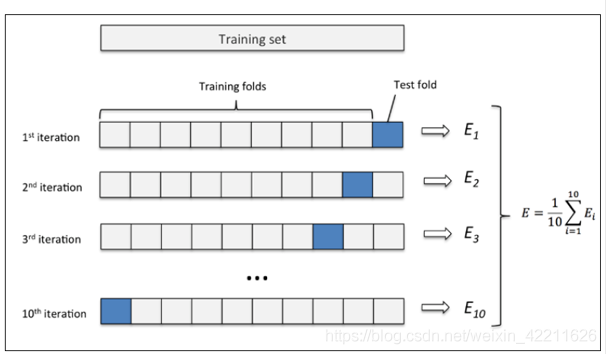 Training set
Training folds
Test fold
1st iteration
E1
2nd iteration
E2
3rd iteration
E3
E = 1/10 10∑i=1 Ei
...
10th iteration
E10
https://blog.csdn.net/weixin_42211626